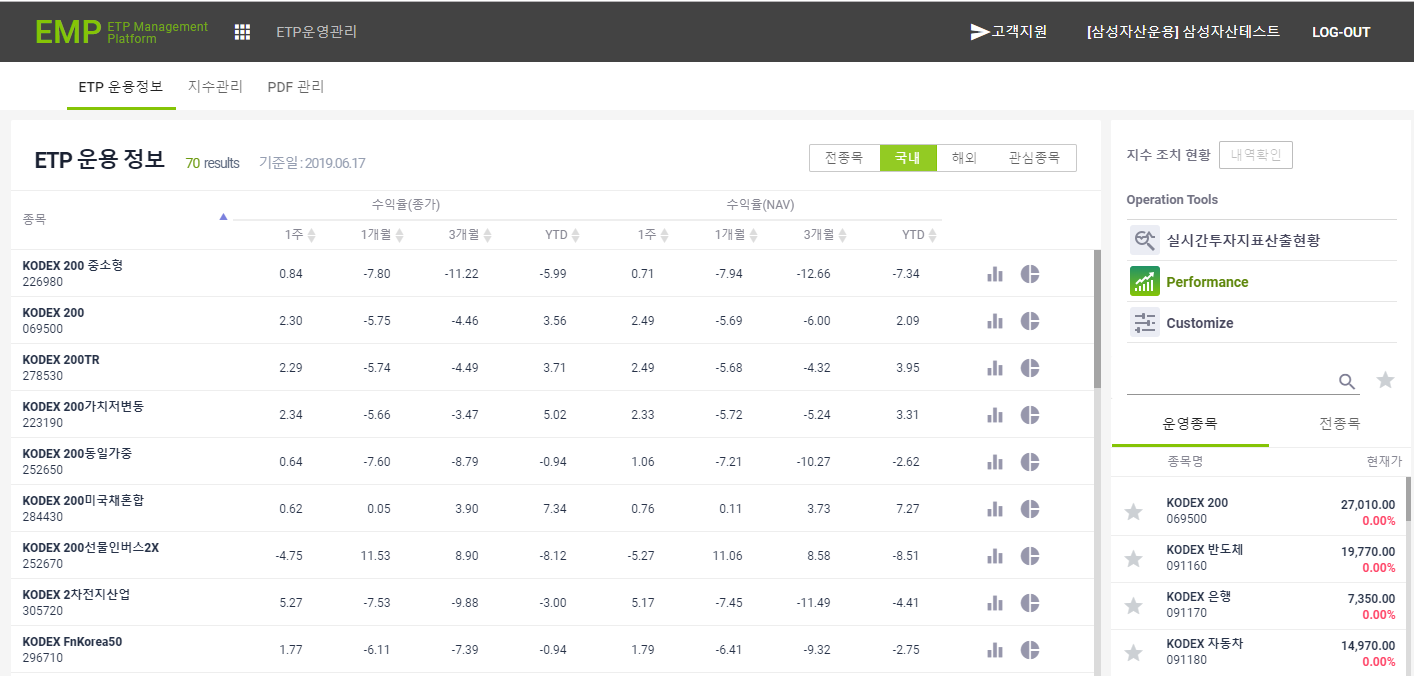 EMP ETP Management Platform
ETP운영관리
고객지원
[삼성자산운용] 삼성자산테스트
LOG-OUT
ETP 운용정보 지수관리 PDF 관리
ETP 운용 정보 70 results 기준일 : 2019.06.17
전종목 국내 해외 관심종목
종목 수익율(종가) 수익율(NAV)
1주 1개월 3개월 YTD 1주 1개월 3개월 YTD
KODEX 200 중소형
226980
0.84 -7.80 -11.22 -5.99 0.71 -7.94 -12.66 -7.34
KODEX 200
069500
2.30 -5.75 -4.46 3.56 2.49 -5.69 -6.00 2.09
KODEX 200TR
278530
2.29 -5.74 -4.49 3.71 2.49 -5.68 -4.32 3.95
KODEX 200가치저변동
223190
2.34 -5.66 -3.47 5.02 2.33 -5.72 -5.24 3.31
KODEX 200동일가중
252650
0.64 -7.60 -8.79 -0.94 1.06 -7.21 -10.27 -2.62
KODEX 200미국채혼합
284430
0.62 0.05 3.90 7.34 0.76 0.11 3.73 7.27
KODEX 200선물인버스2X
252670
-4.75 11.53 8.90 -8.12 -5.27 11.06 8.58 -8.51
KODEX 2차전지산업
305720
5.27 -7.53 -9.88 -3.00 5.17 -7.45 -11.49 -4.41
KODEX FnKorea50
296710
1.77 -6.11 -7.39 -0.94 1.79 -6.41 -9.32 -2.75
지수 조치 현황 내역확인
Operation Tools
실시간투자지표산출현황
Performance
Customize
운영종목 전종목
종목명 현재가
KODEX 200 27,010.00
069500 0.00%
KODEX 반도체 19,770.00
091160 0.00%
KODEX 은행 7,350.00
091170 0.00%
KODEX 자동차 14,970.00
091180 0.00%